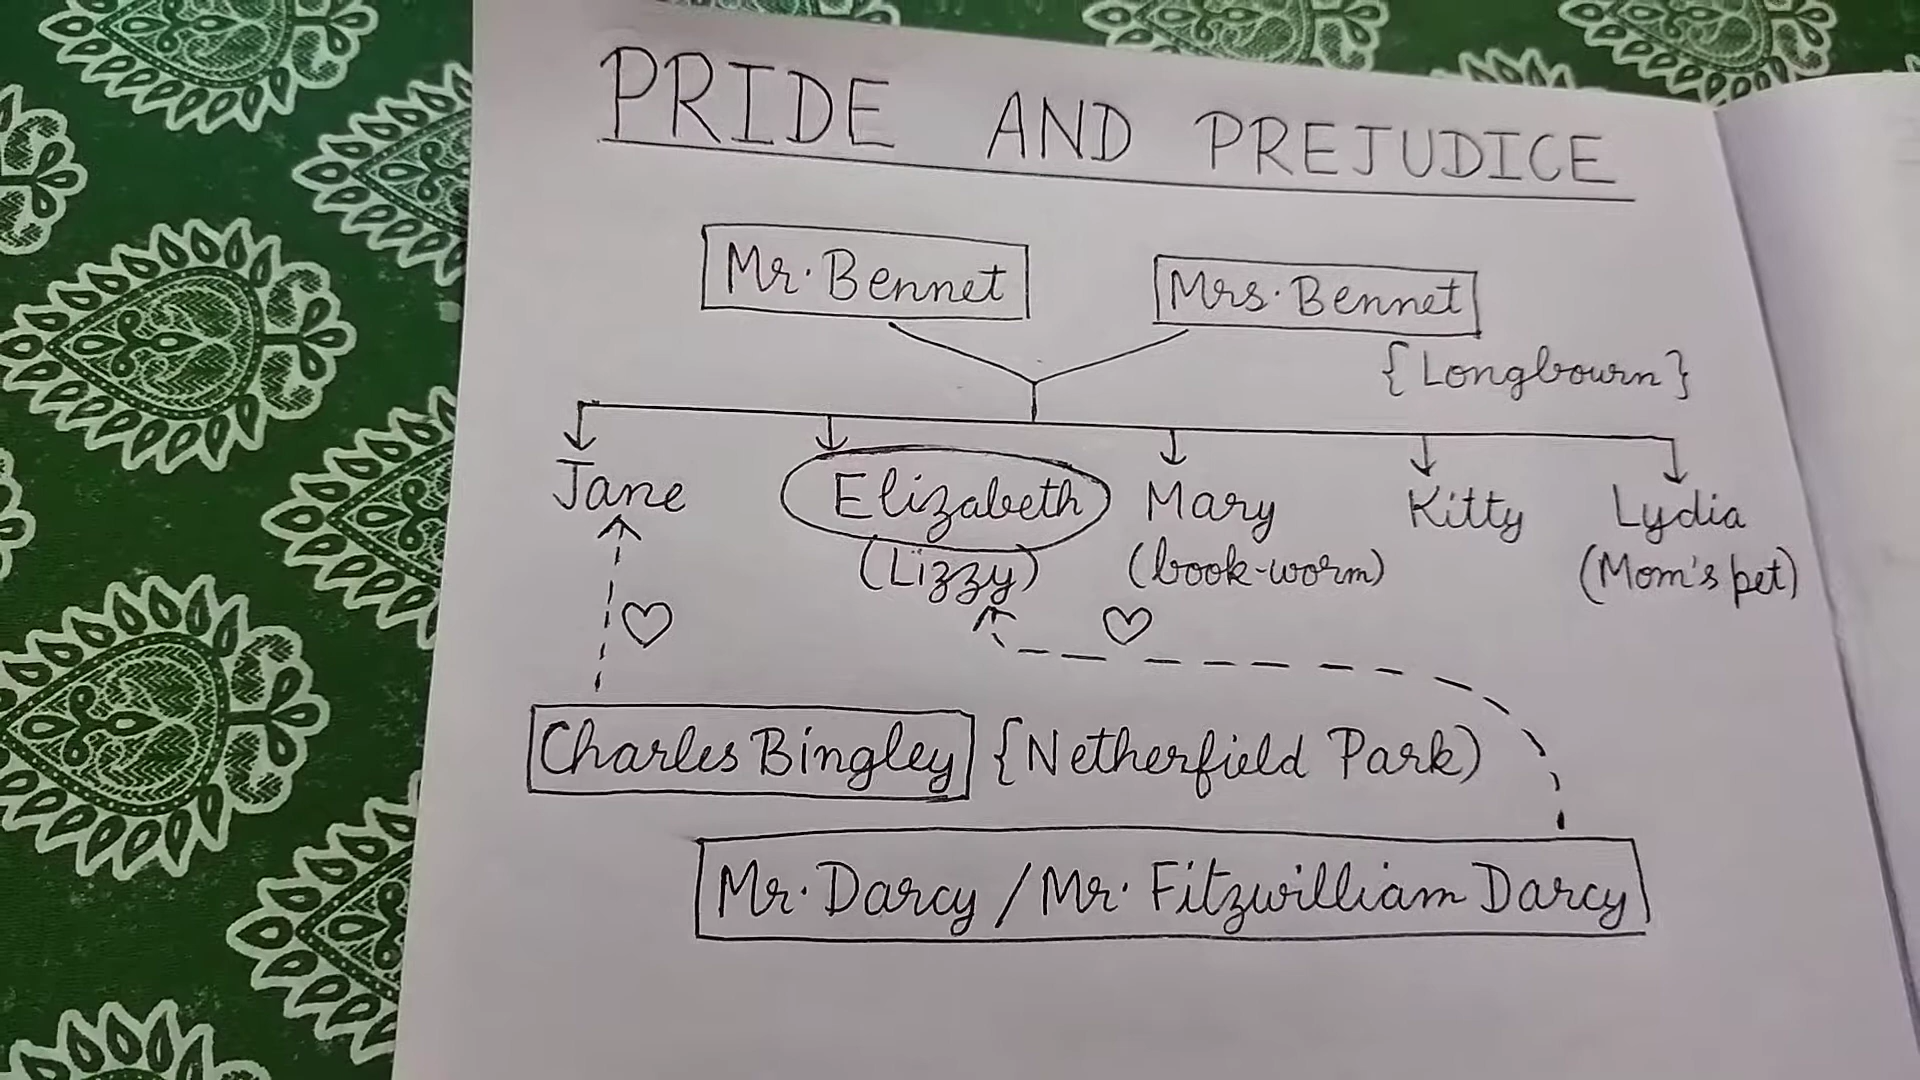 PRIDE AND PREJUDICE
Mr. Bennet Mrs. Bennet
{Longbourn}
Jane Elizabeth Mary Kitty Lydia
(Lizzy) (book-worm) (Mom's pet)
Charles Bingley {Netherfield Park)
Mr. Darcy / Mr. Fitzwilliam Darcy